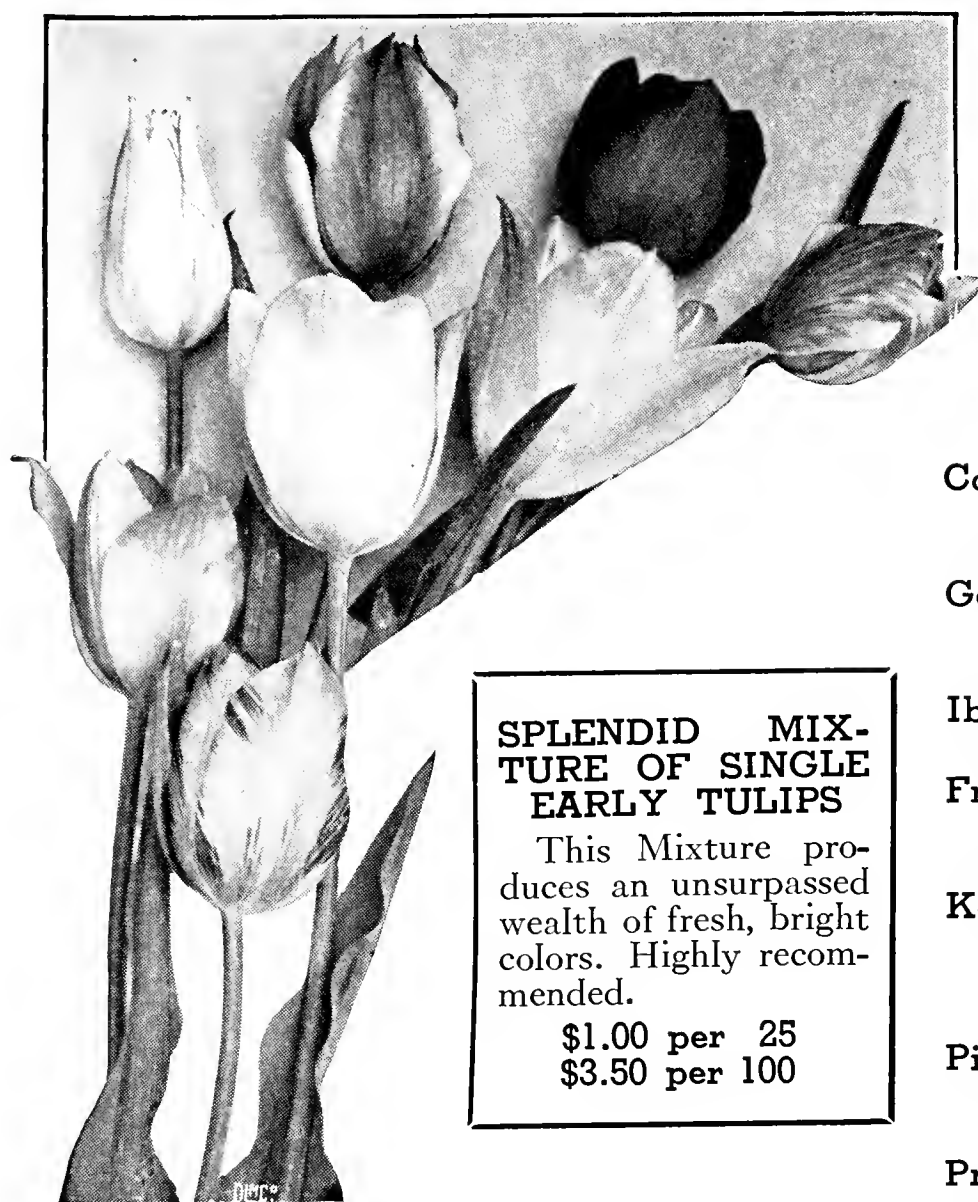 SPLENDID MIX-
TURE OF SINGLE
EARLY TULIPS
This Mixture pro-
duces an unsurpassed
wealth of fresh, bright
colors. Highly recom-
mended.
$1.00 per 25
$3.50 per 100